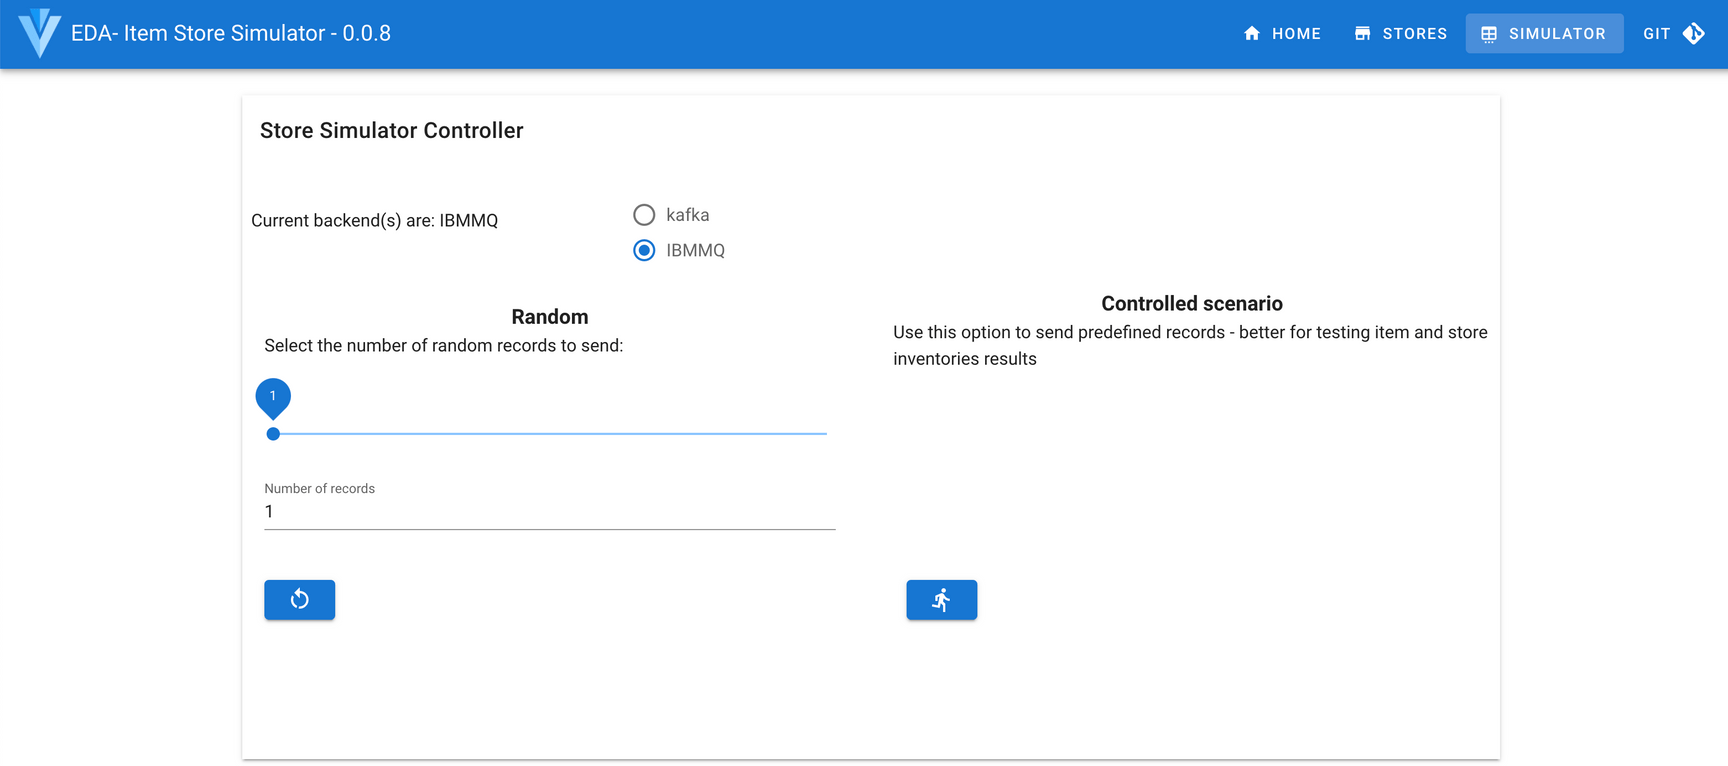 EDA- Item Store Simulator - 0.0.8
HOME
STORES
SIMULATOR
GIT
Store Simulator Controller
Current backend(s) are: IBMMQ
kafka
IBMMQ
Random
Select the number of random records to send:
1
Number of records
1
Controlled scenario
Use this option to send predefined records - better for testing item and store
inventories results